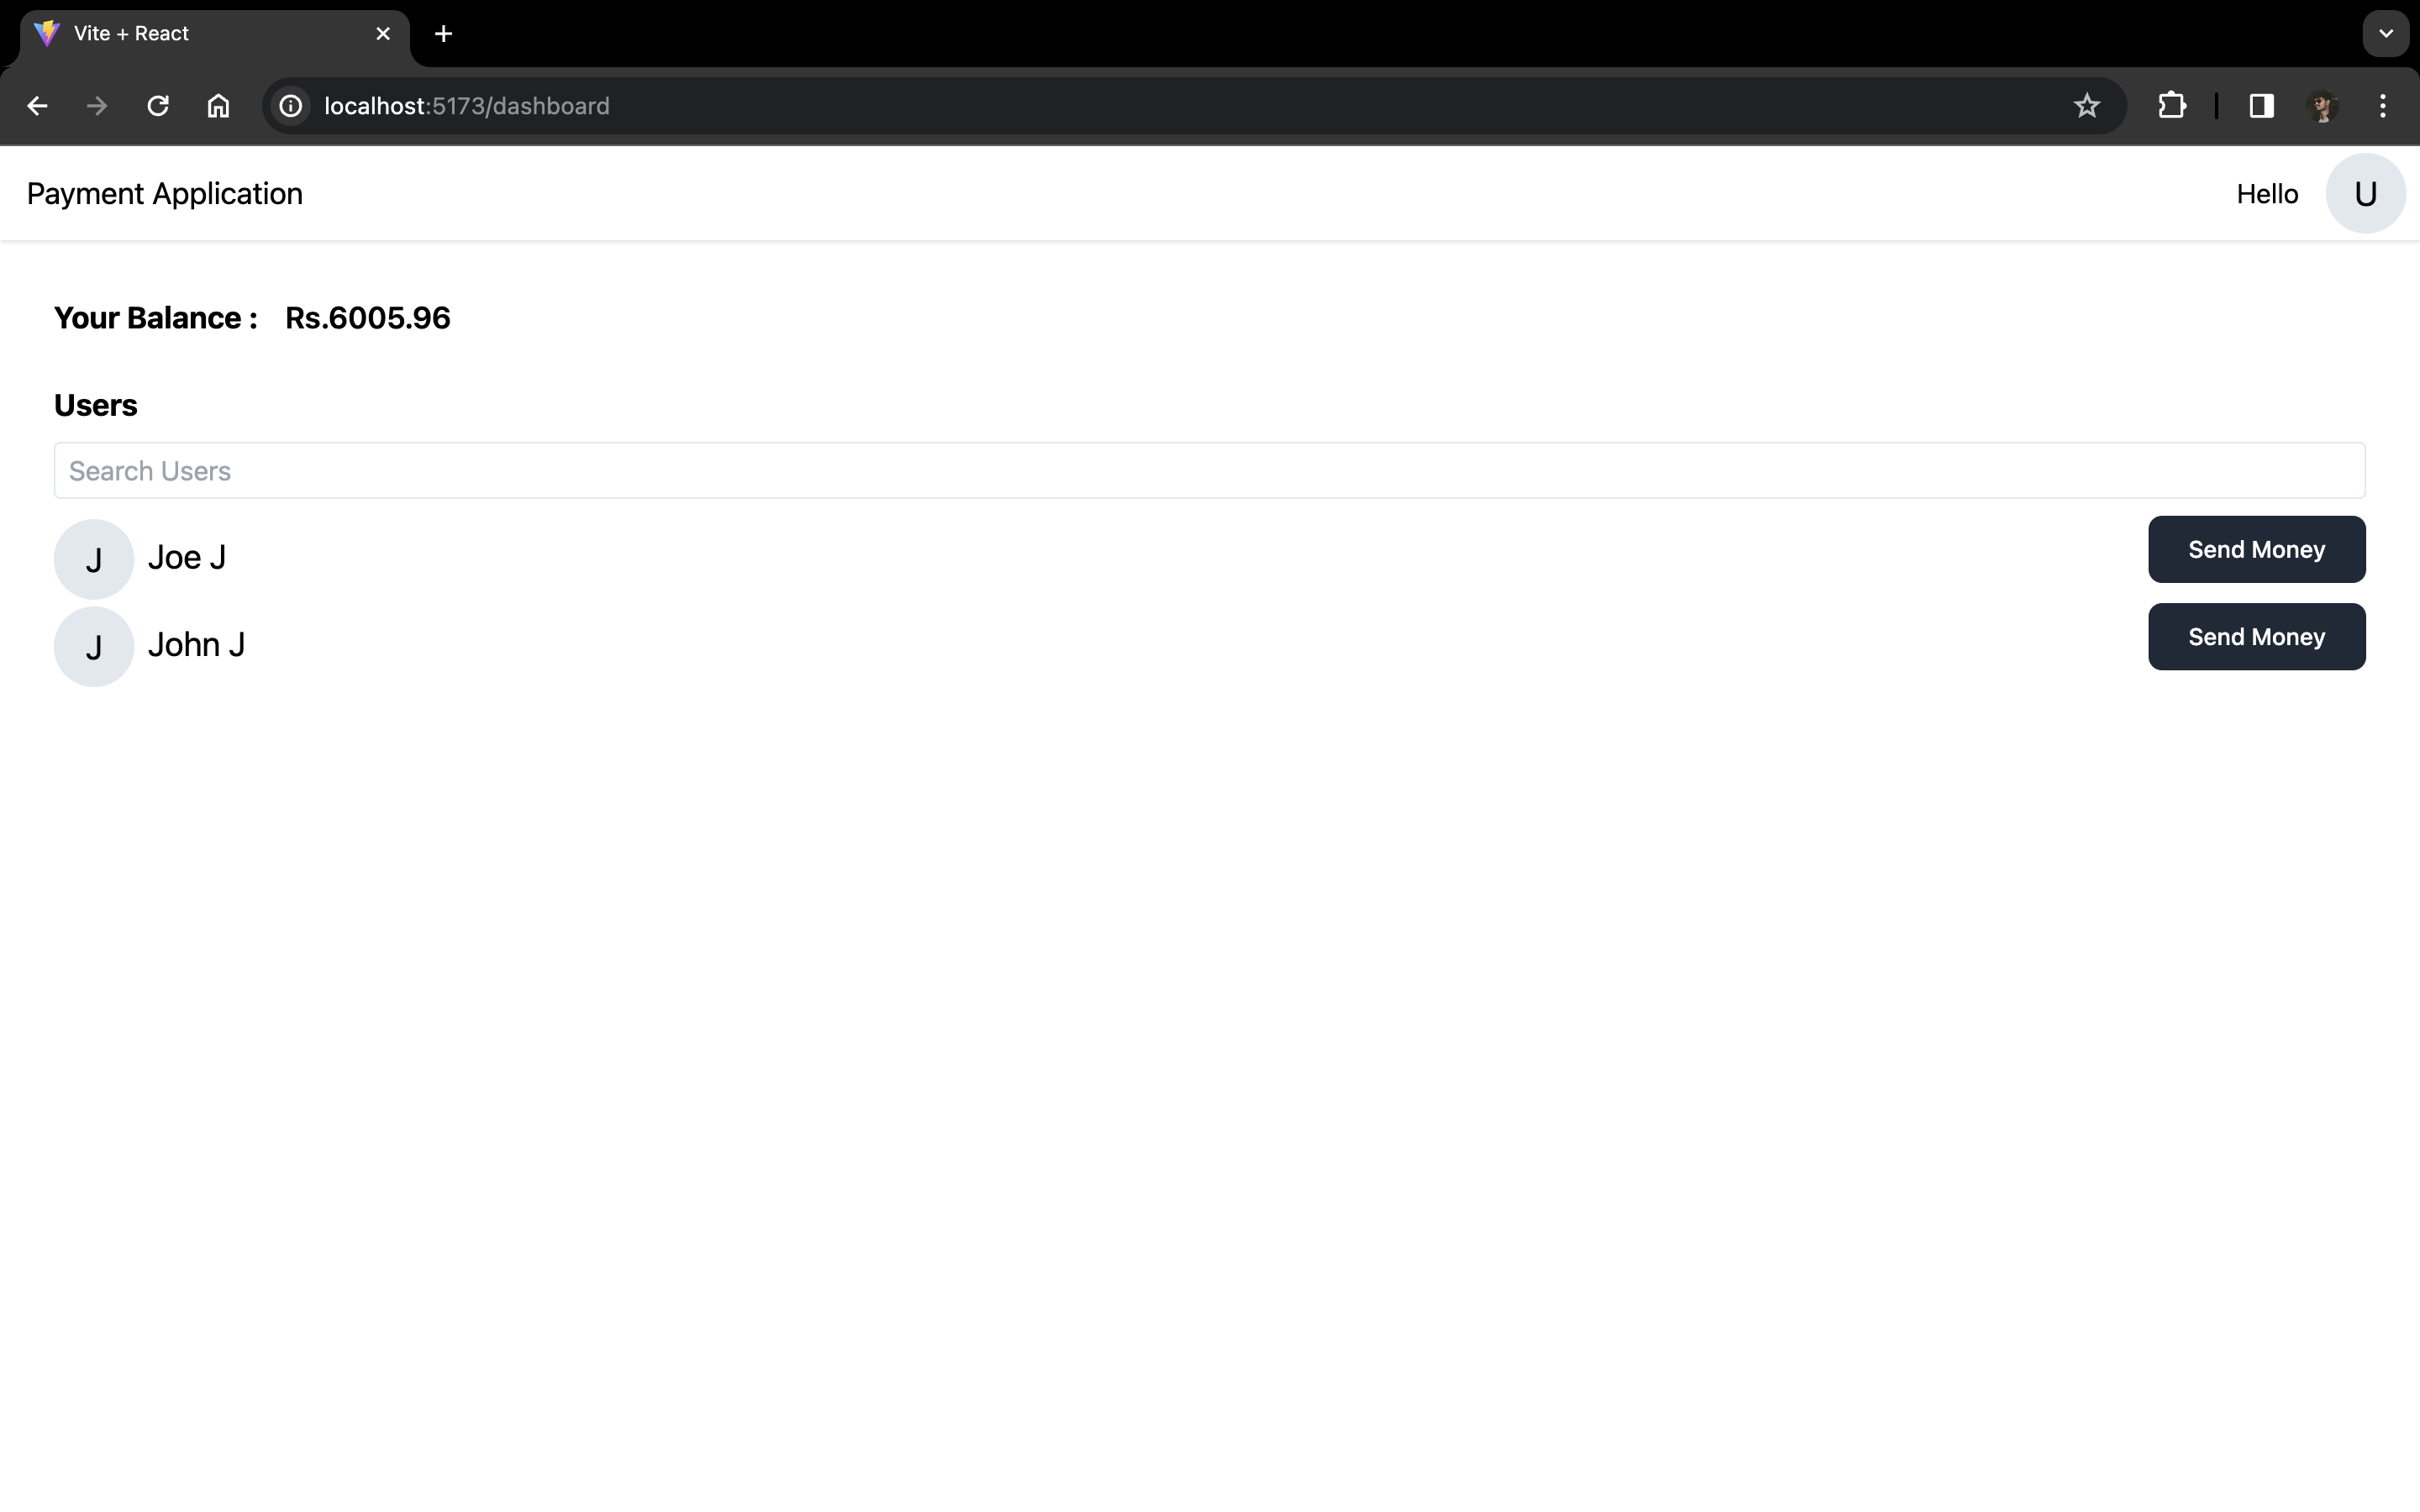 Vite + React
localhost:5173/dashboard
Payment Application
Hello
U
Your Balance : Rs.6005.96
Users
Search Users
J Joe J Send Money
J John J Send Money